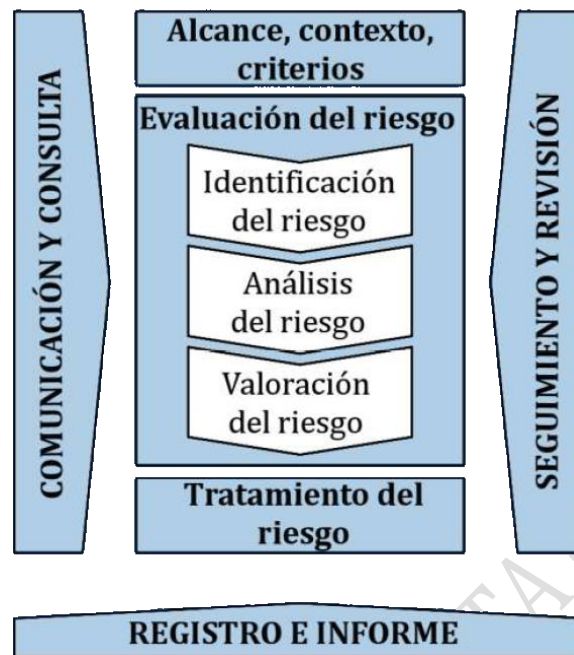 Alcance, contexto,
criterios
COMUNICACIÓN Y CONSULTA
Evaluación del riesgo
Identificación
del riesgo
Análisis
del riesgo
Valoración
del riesgo
SEGUIMIENTO Y REVISIÓN
Tratamiento del
riesgo
REGISTRO E INFORME